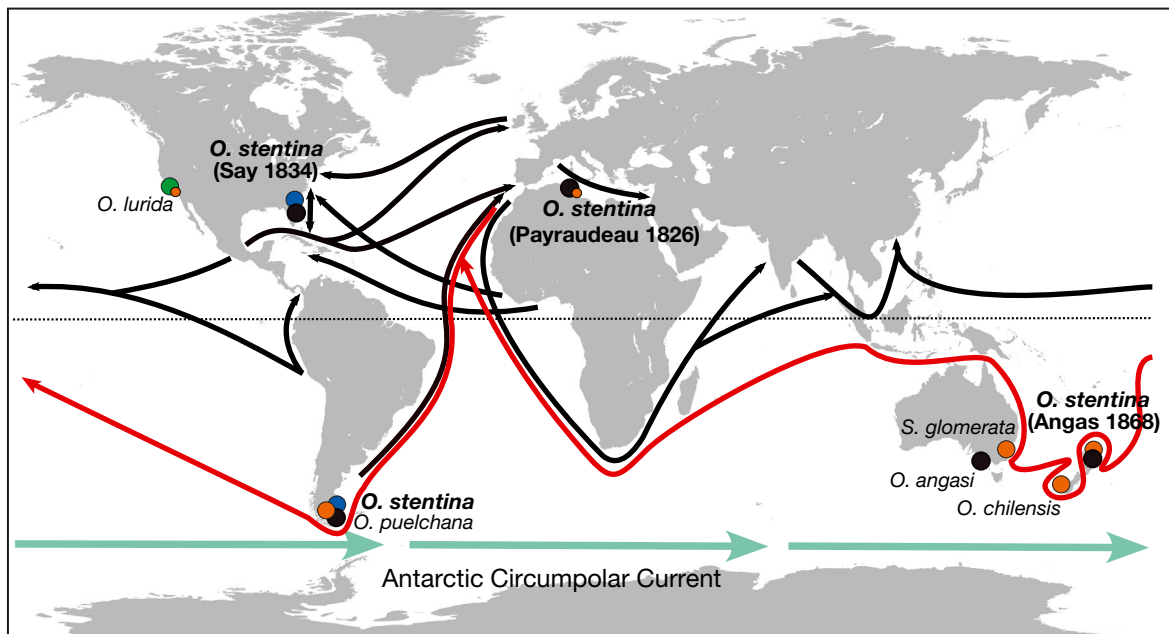 O. stentina
(Say 1834)
O. lurida
O. stentina
(Payraudeau 1826)
O. stentina
(Angas 1868)
S. glomerata
O. angasi
O. chilensis
O. stentina
O. puelchana
Antarctic Circumpolar Current